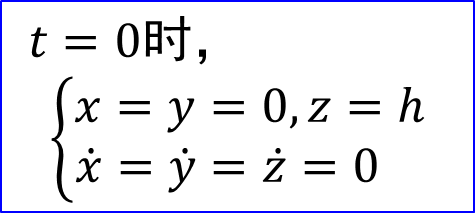 t = 0时，
x = y = 0, z = h
ẋ = ẏ = ż = 0